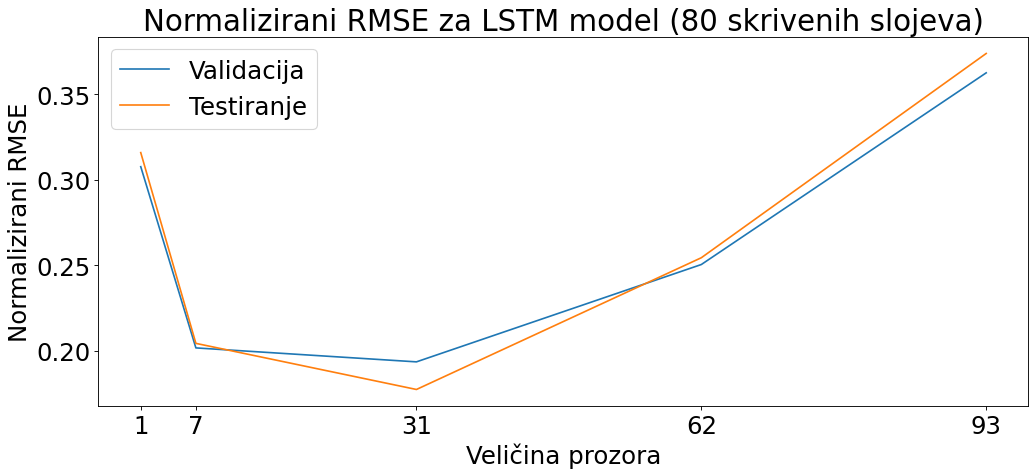 Normalizirani RMSE za LSTM model (80 skrivenih slojeva)
Validacija
Testiranje
Normalizirani RMSE
0.35
0.30
0.25
0.20
1 7 31 62 93
Veličina prozora